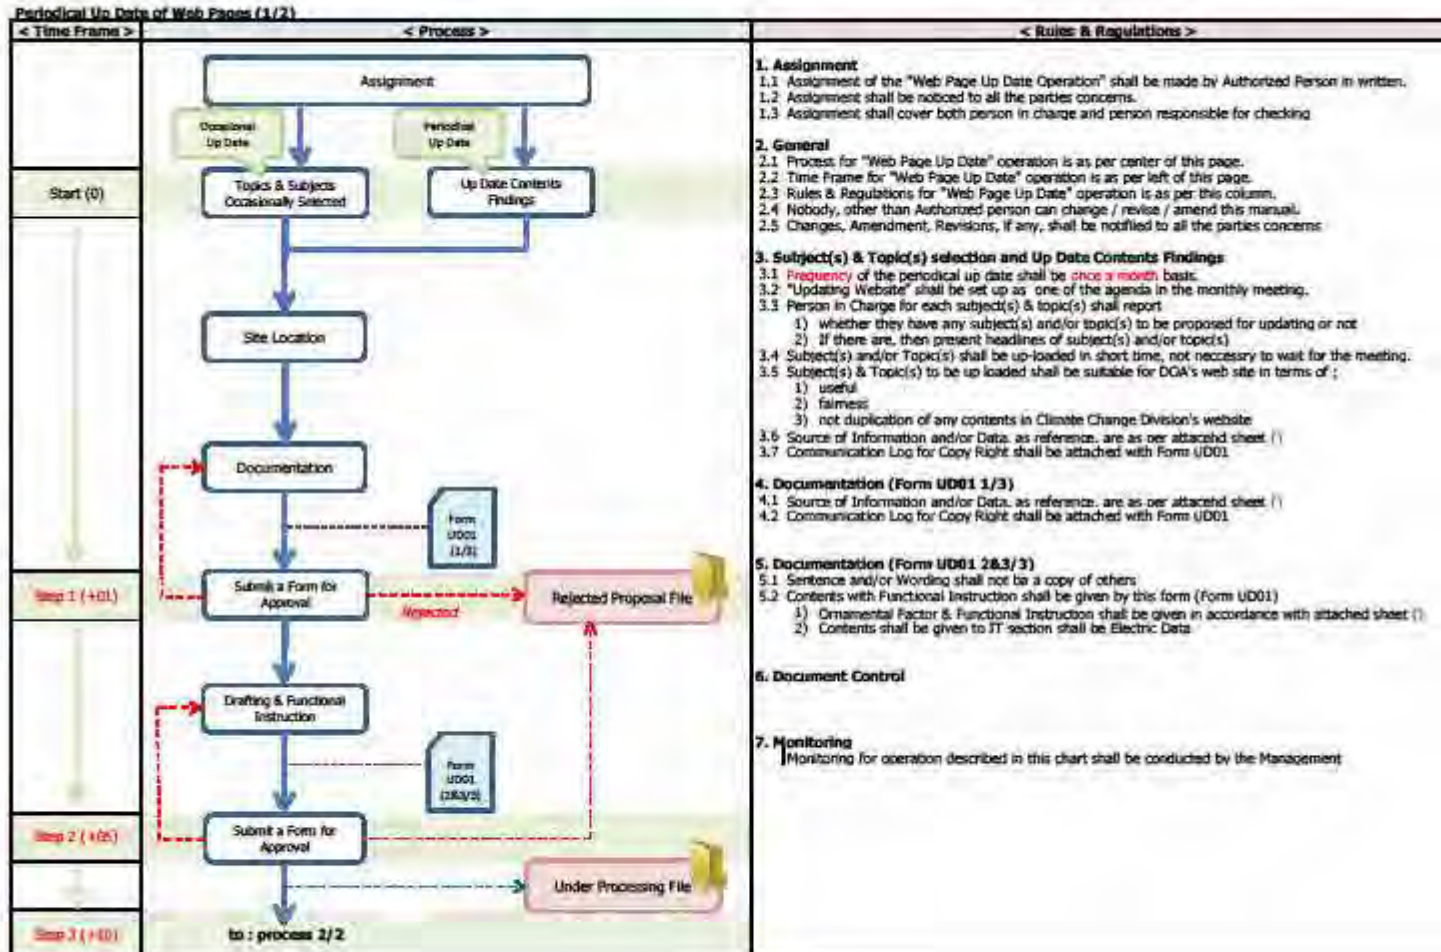 Periodical Up Date of Web Pages (1/2)
< Time Frame >
< Process >
< Rules & Regulations >
Assignment
Occasional
Up Date
Periodical
Up Date
Start (0)
Topics & Subjects
Occasionally Selected
Up Date Contents
Findings
Site Location
Documentation
Form
UD01
(1/3)
Step 1 (+01)
Submit a Form for
Approval
Rejected
Rejected Proposal File
Drafting & Functional
Instruction
Form
UD01
(2&3/3)
Step 2 (+05)
Submit a Form for
Approval
Under Processing File
Step 3 (+10)
to : process 2/2
1. Assignment
1.1 Assignment of the "Web Page Up Date Operation" shall be made by Authorized Person in written.
1.2 Assignment shall be noticed to all the parties concerns.
1.3 Assignment shall cover both person in charge and person responsible for checking
2. General
2.1 Process for "Web Page Up Date" operation is as per center of this page.
2.2 Time Frame for "Web Page Up Date" operation is as per left of this page.
2.3 Rules & Regulations for "Web Page Up Date" operation is as per this column.
2.4 Nobody, other than Authorized person can change / revise / amend this manual.
2.5 Changes, Amendment, Revisions, if any, shall be notified to all the parties concerns
3. Subject(s) & Topic(s) selection and Up Date Contents Findings
3.1 Frequency of the periodical up date shall be once a month basis.
3.2 "Updating Website" shall be set up as one of the agenda in the monthly meeting.
3.3 Person in Charge for each subject(s) & topic(s) shall report
1) whether they have any subject(s) and/or topic(s) to be proposed for updating or not
2) If there are, then present headlines of subject(s) and/or topic(s)
3.4 Subject(s) and/or Topic(s) shall be up-loaded in short time, not neccessry to wait for the meeting.
3.5 Subject(s) & Topic(s) to be up loaded shall be suitable for DGA's web site in terms of ;
1) useful
2) fairness
3) not duplication of any contents in Climate Change Division's website
3.6 Source of Information and/or Data, as reference, are as per attacehd sheet ()
3.7 Communication Log for Copy Right shall be attached with Form UD01
4. Documentation (Form UD01 1/3)
4.1 Source of Information and/or Data, as reference, are as per attacehd sheet ()
4.2 Communication Log for Copy Right shall be attached with Form UD01
5. Documentation (Form UD01 2&3/3)
5.1 Sentence and/or Wording shall not be a copy of others
5.2 Contents with Functional Instruction shall be given by this form (Form UD01)
1) Ornamental Factor & Functional Instruction shall be given in accordance with attached sheet ()
2) Contents shall be given to IT section shall be Electric Data
6. Document Control
7. Monitoring
Monitoring for operation described in this chart shall be conducted by the Management